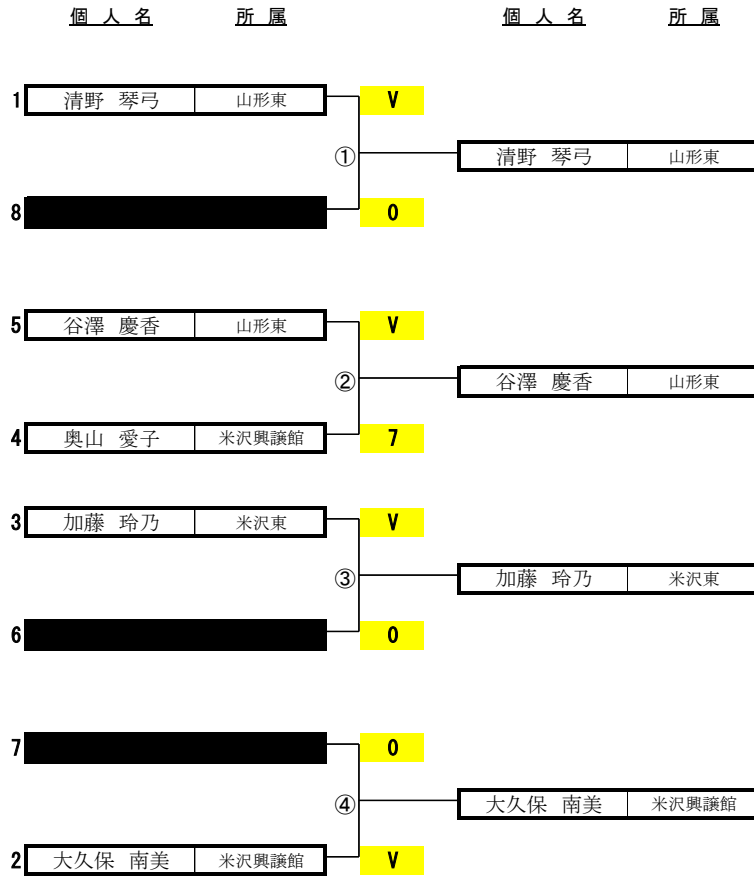 個人名 所属 個人名 所属
1 清野 琴弓 山形東 V
① 清野 琴弓 山形東
8 0
5 谷澤 慶香 山形東 V
② 谷澤 慶香 山形東
4 奥山 愛子 米沢興譲館 7
3 加藤 玲乃 米沢東 V
③ 加藤 玲乃 米沢東
6 0
7 0
④ 大久保 南美 米沢興譲館
2 大久保 南美 米沢興譲館 V